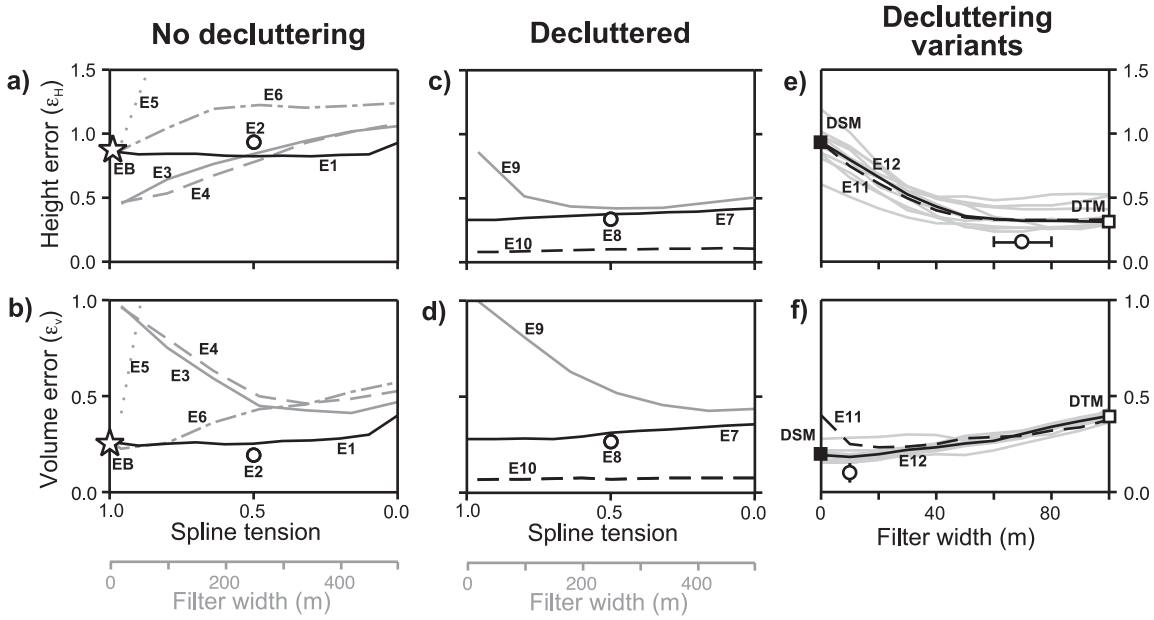 No decluttering
Decluttered
Decluttering
variants
a)
Height error (εH)
1.5
1.0
0.5
0.0
E5
E6
E2
EB
E3
E4
E1
c)
E9
E8
E7
E10
e)
1.5
1.0
0.5
0.0
DSM
E12
E11
DTM
b)
Volume error (εv)
1.0
0.5
0.0
E5
E4
E3
E6
EB
E2
E1
1.0
0.5
0.0
Spline tension
0
200
400
Filter width (m)
d)
E9
E8
E7
E10
1.0
0.5
0.0
Spline tension
0
200
400
Filter width (m)
f)
1.0
0.5
0.0
E11
DSM
E12
DTM
0
40
80
Filter width (m)